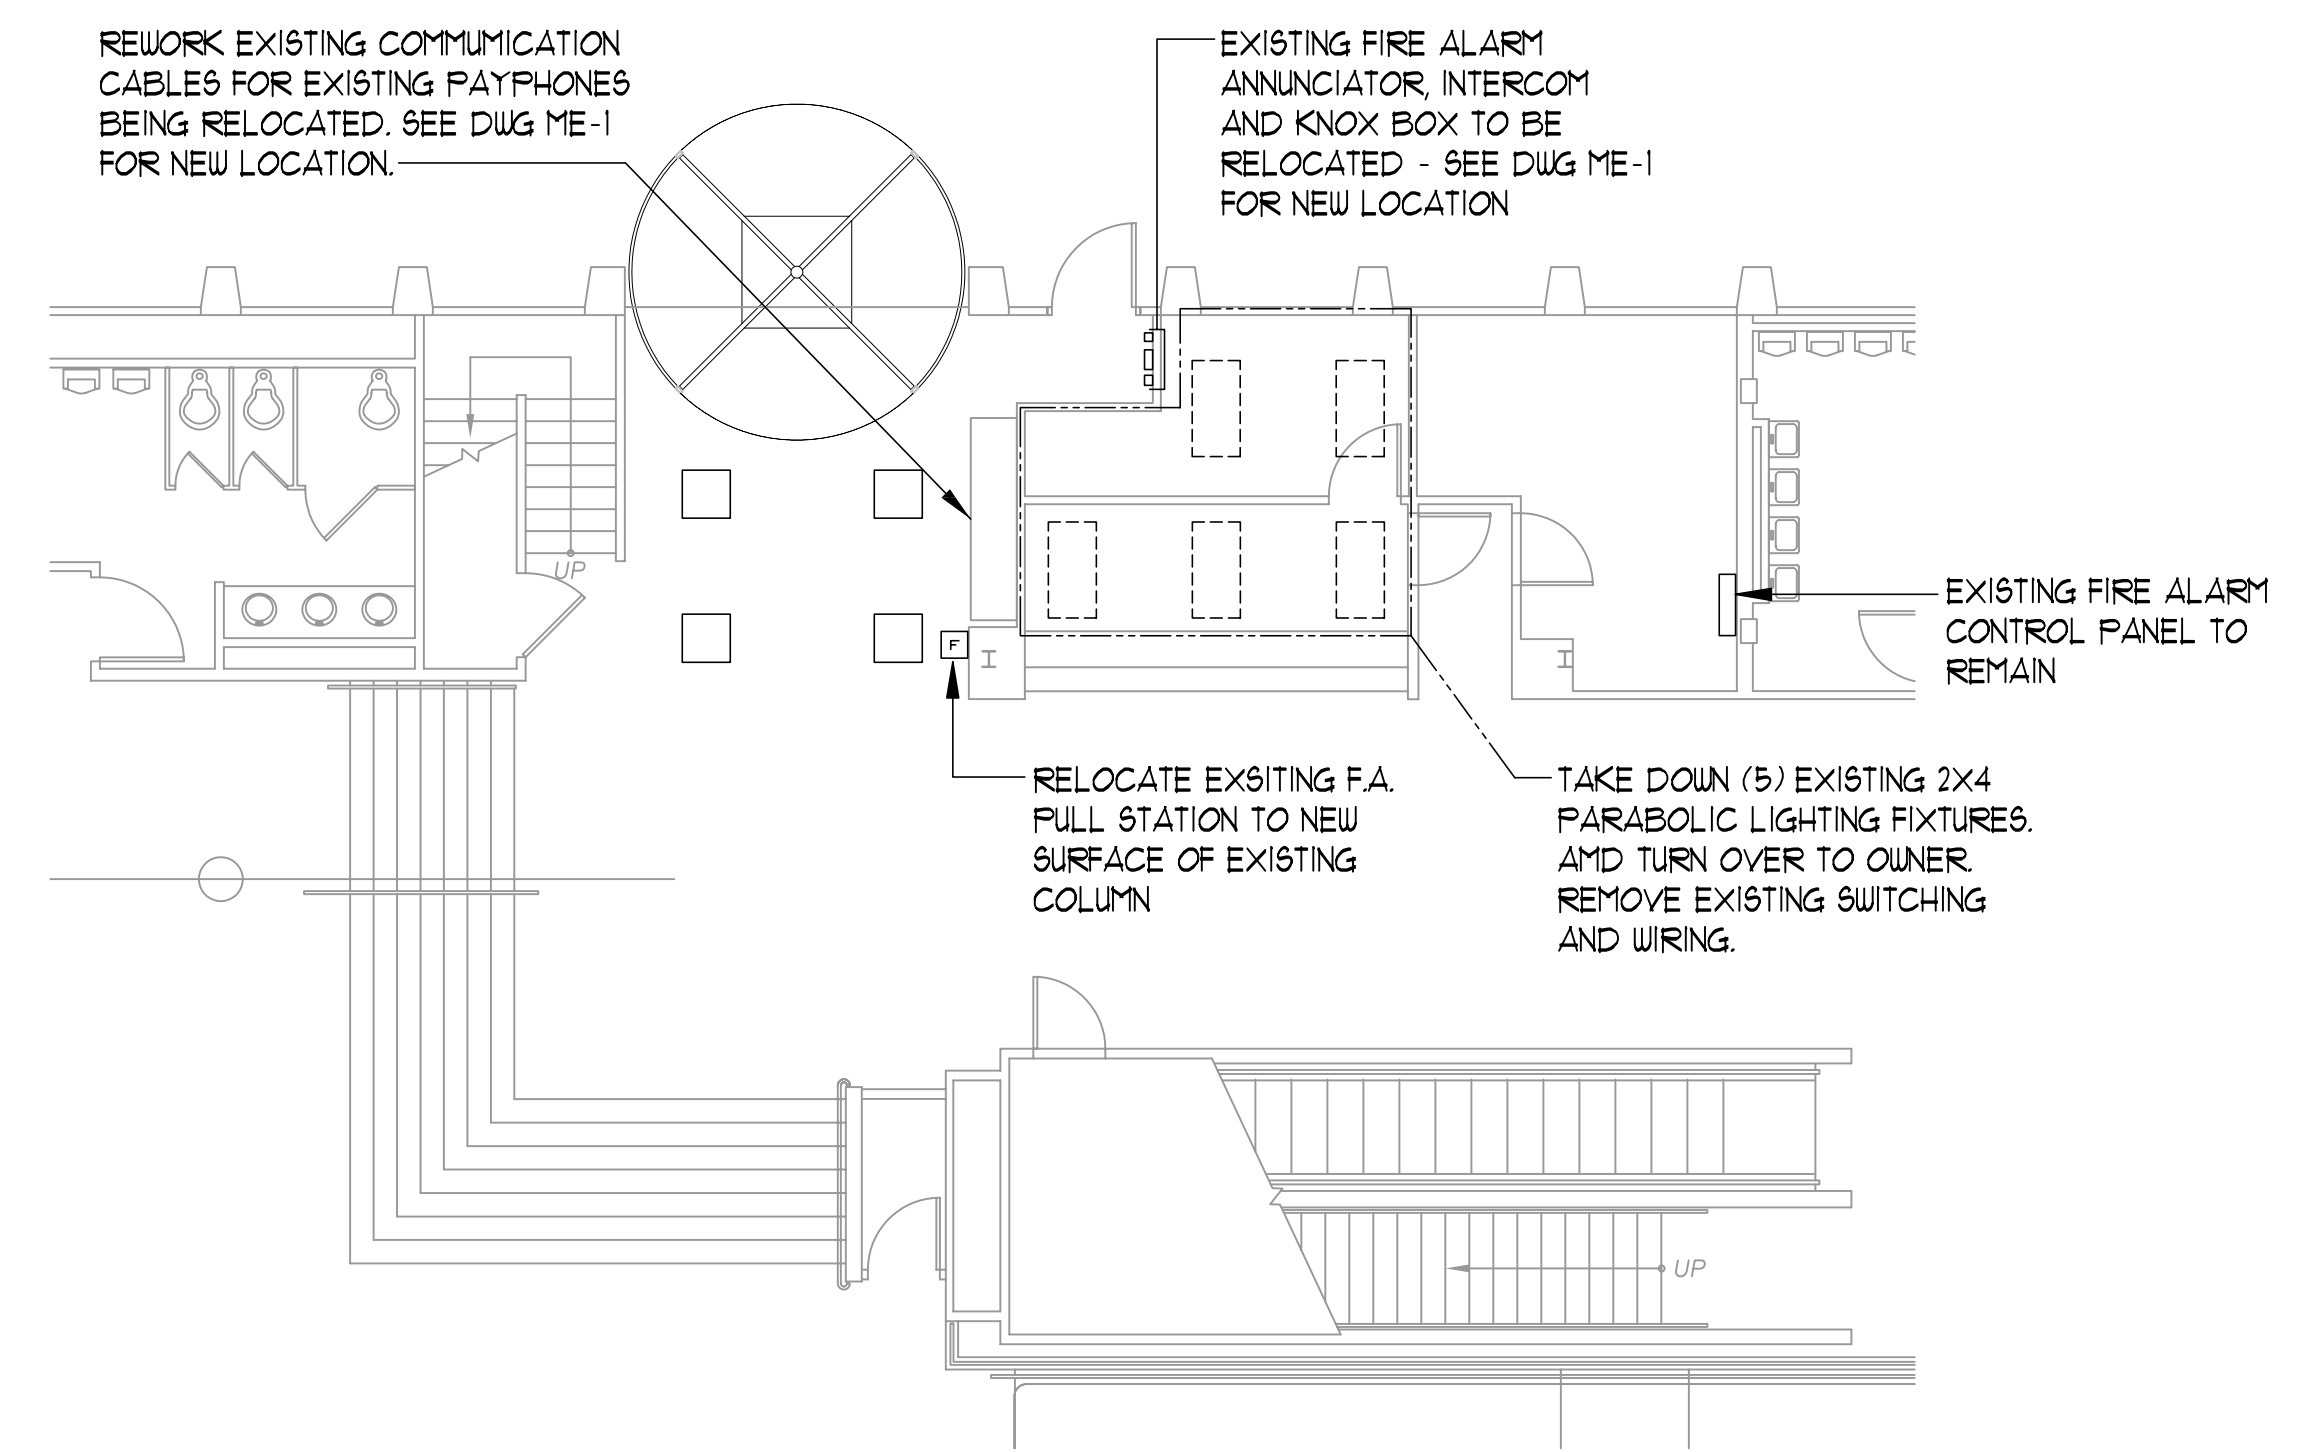 REWORK EXISTING COMMUMICATION
CABLES FOR EXISTING PAYPHONES
BEING RELOCATED. SEE DWG ME-1
FOR NEW LOCATION.
EXISTING FIRE ALARM
ANNUNCIATOR, INTERCOM
AND KNOX BOX TO BE
RELOCATED - SEE DWG ME-1
FOR NEW LOCATION
UP
F
EXISTING FIRE ALARM
CONTROL PANEL TO
REMAIN
RELOCATE EXSITING F.A.
PULL STATION TO NEW
SURFACE OF EXISTING
COLUMN
TAKE DOWN (5) EXISTING 2X4
PARABOLIC LIGHTING FIXTURES.
AMD TURN OVER TO OWNER.
REMOVE EXISTING SWITCHING
AND WIRING.
UP